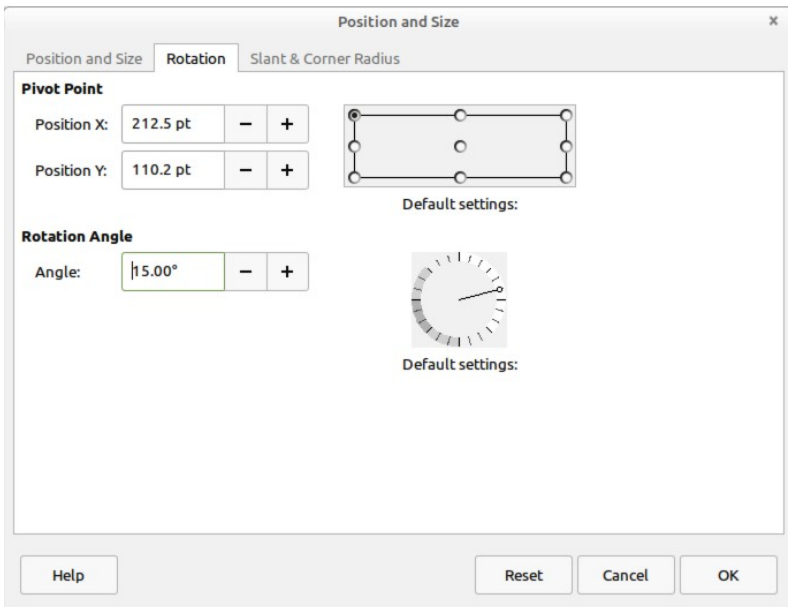 Position and Size
Position and Size Rotation Slant & Corner Radius
Pivot Point
Position X: 212.5 pt − +
Position Y: 110.2 pt − +
Default settings:
Rotation Angle
Angle: 15.00° − +
Default settings:
Help Reset Cancel OK